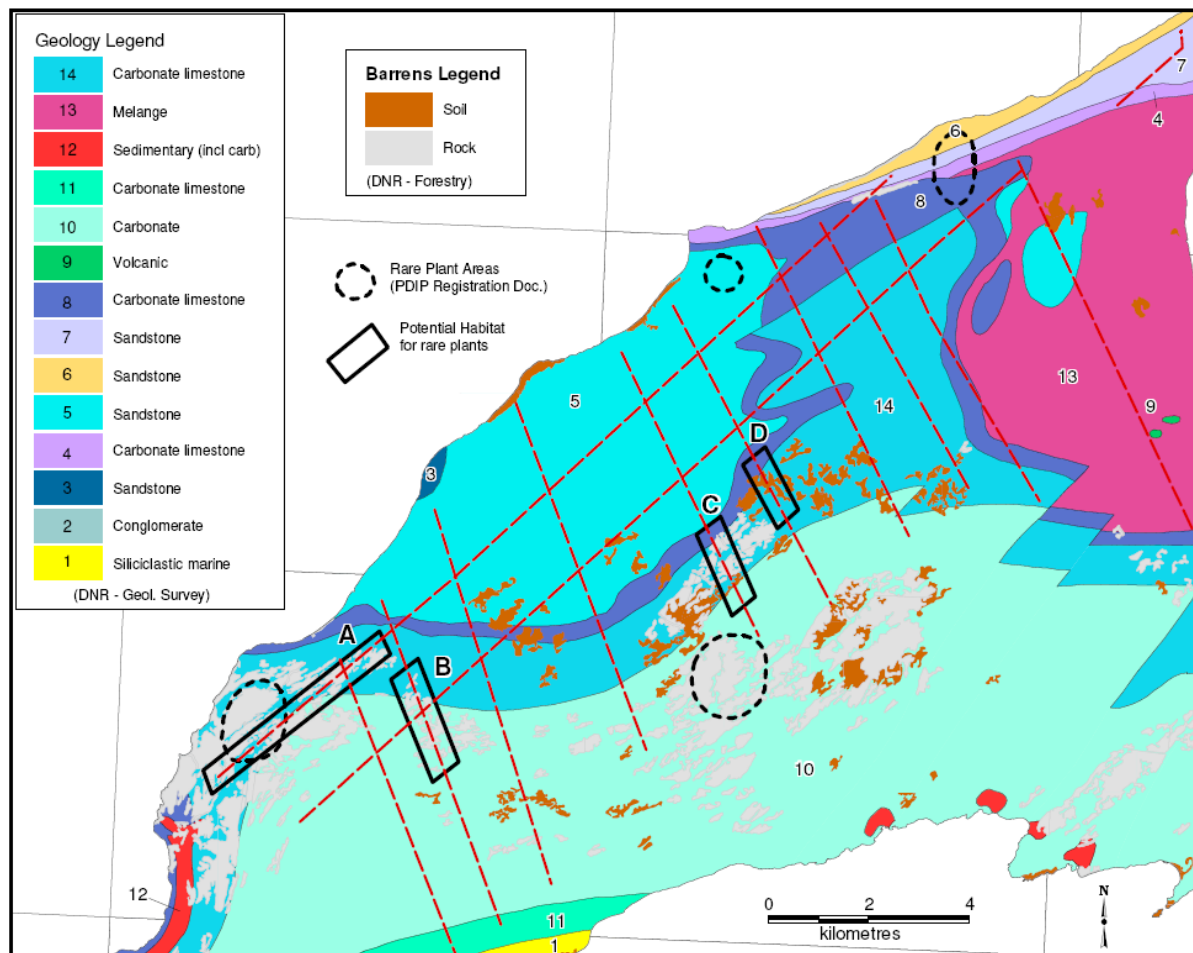 Geology Legend
14 Carbonate limestone
13 Melange
12 Sedimentary (incl carb)
11 Carbonate limestone
10 Carbonate
9 Volcanic
8 Carbonate limestone
7 Sandstone
6 Sandstone
5 Sandstone
4 Carbonate limestone
3 Sandstone
2 Conglomerate
1 Siliciclastic marine
(DNR - Geol. Survey)
Barrens Legend
Soil
Rock
(DNR - Forestry)
Rare Plant Areas
(PDIP Registration Doc.)
Potential Habitat
for rare plants
7
4
6
8
13
9
14
5
3
D
C
A
B
10
12
11
1
N
0 2 4
kilometres